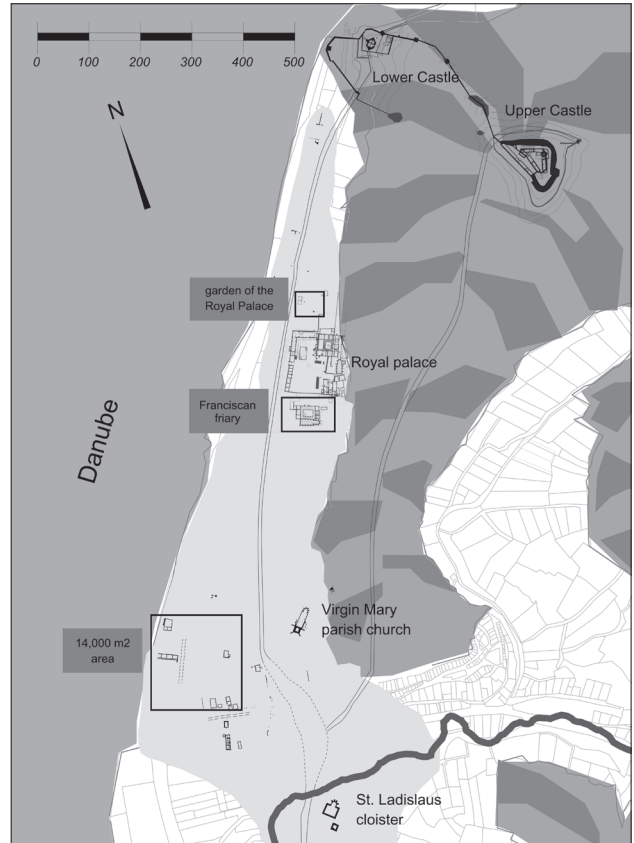 0 100 200 300 400 500
N
Lower Castle
Upper Castle
garden of the
Royal Palace
Royal palace
Franciscan
friary
Danube
Virgin Mary
parish church
14,000 m2
area
St. Ladislaus
cloister